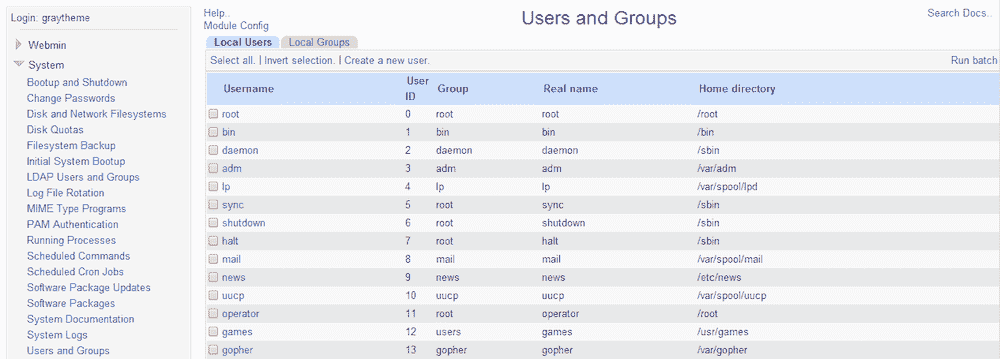 Login: graytheme
Webmin
System
Bootup and Shutdown
Change Passwords
Disk and Network Filesystems
Disk Quotas
Filesystem Backup
Initial System Bootup
LDAP Users and Groups
Log File Rotation
MIME Type Programs
PAM Authentication
Running Processes
Scheduled Commands
Scheduled Cron Jobs
Software Package Updates
Software Packages
System Documentation
System Logs
Users and Groups
Help..
Module Config
Users and Groups
Search Docs..
Local Users Local Groups
Select all. | Invert selection. | Create a new user. Run batch
Username User ID Group Real name Home directory
root 0 root root /root
bin 1 bin bin /bin
daemon 2 daemon daemon /sbin
adm 3 adm adm /var/adm
lp 4 lp lp /var/spool/lpd
sync 5 root sync /sbin
shutdown 6 root shutdown /sbin
halt 7 root halt /sbin
mail 8 mail mail /var/spool/mail
news 9 news news /etc/news
uucp 10 uucp uucp /var/spool/uucp
operator 11 root operator /root
games 12 users games /usr/games
gopher 13 gopher gopher /var/gopher